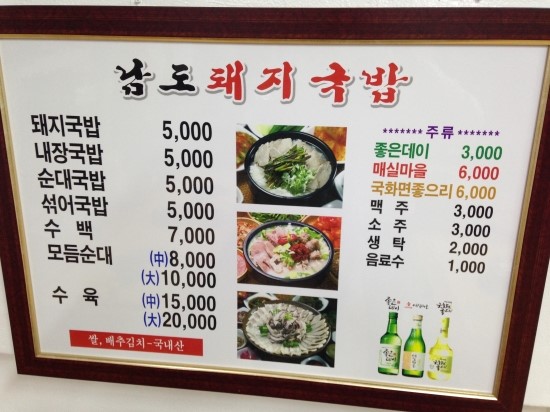 남도돼지국밥
돼지국밥 5,000
내장국밥 5,000
순대국밥 5,000
섞어국밥 5,000
수 백 7,000
모듬순대 (中) 8,000
(大) 10,000
수 육 (中) 15,000
(大) 20,000
쌀, 배추김치-국내산
******* 주 류 *******
좋은데이 3,000
매실마을 6,000
국화면좋으리 6,000
맥 주 3,000
소 주 3,000
생 탁 2,000
음료수 1,000